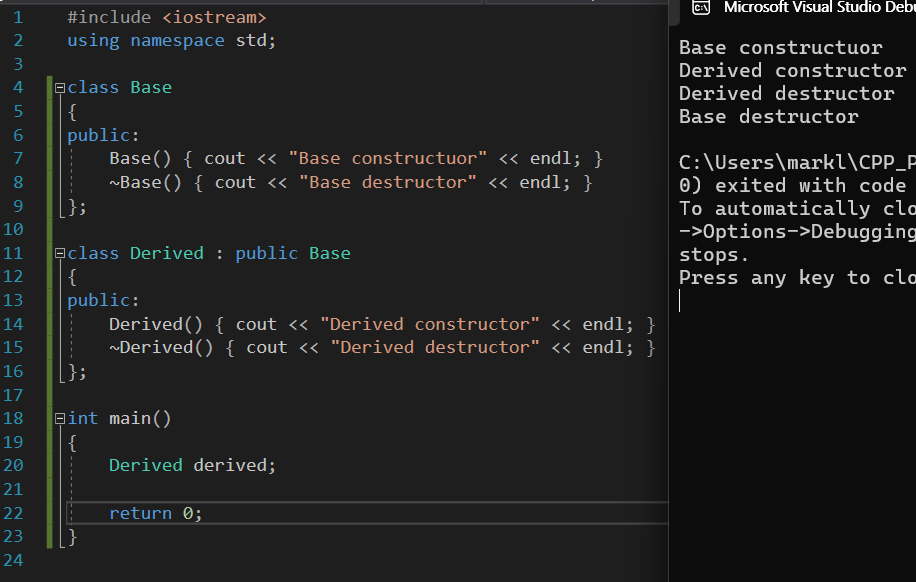 1 #include <iostream>
2 using namespace std;
3
4 class Base
5 {
6 public:
7 Base() { cout << "Base constructuor" << endl; }
8 ~Base() { cout << "Base destructor" << endl; }
9 };
10
11 class Derived : public Base
12 {
13 public:
14 Derived() { cout << "Derived constructor" << endl; }
15 ~Derived() { cout << "Derived destructor" << endl; }
16 };
17
18 int main()
19 {
20 Derived derived;
21
22 return 0;
23 }
24
Microsoft Visual Studio Debu
Base constructuor
Derived constructor
Derived destructor
Base destructor
C:\Users\markl\CPP_P
0) exited with code
To automatically clo
->Options->Debugging
stops.
Press any key to clo